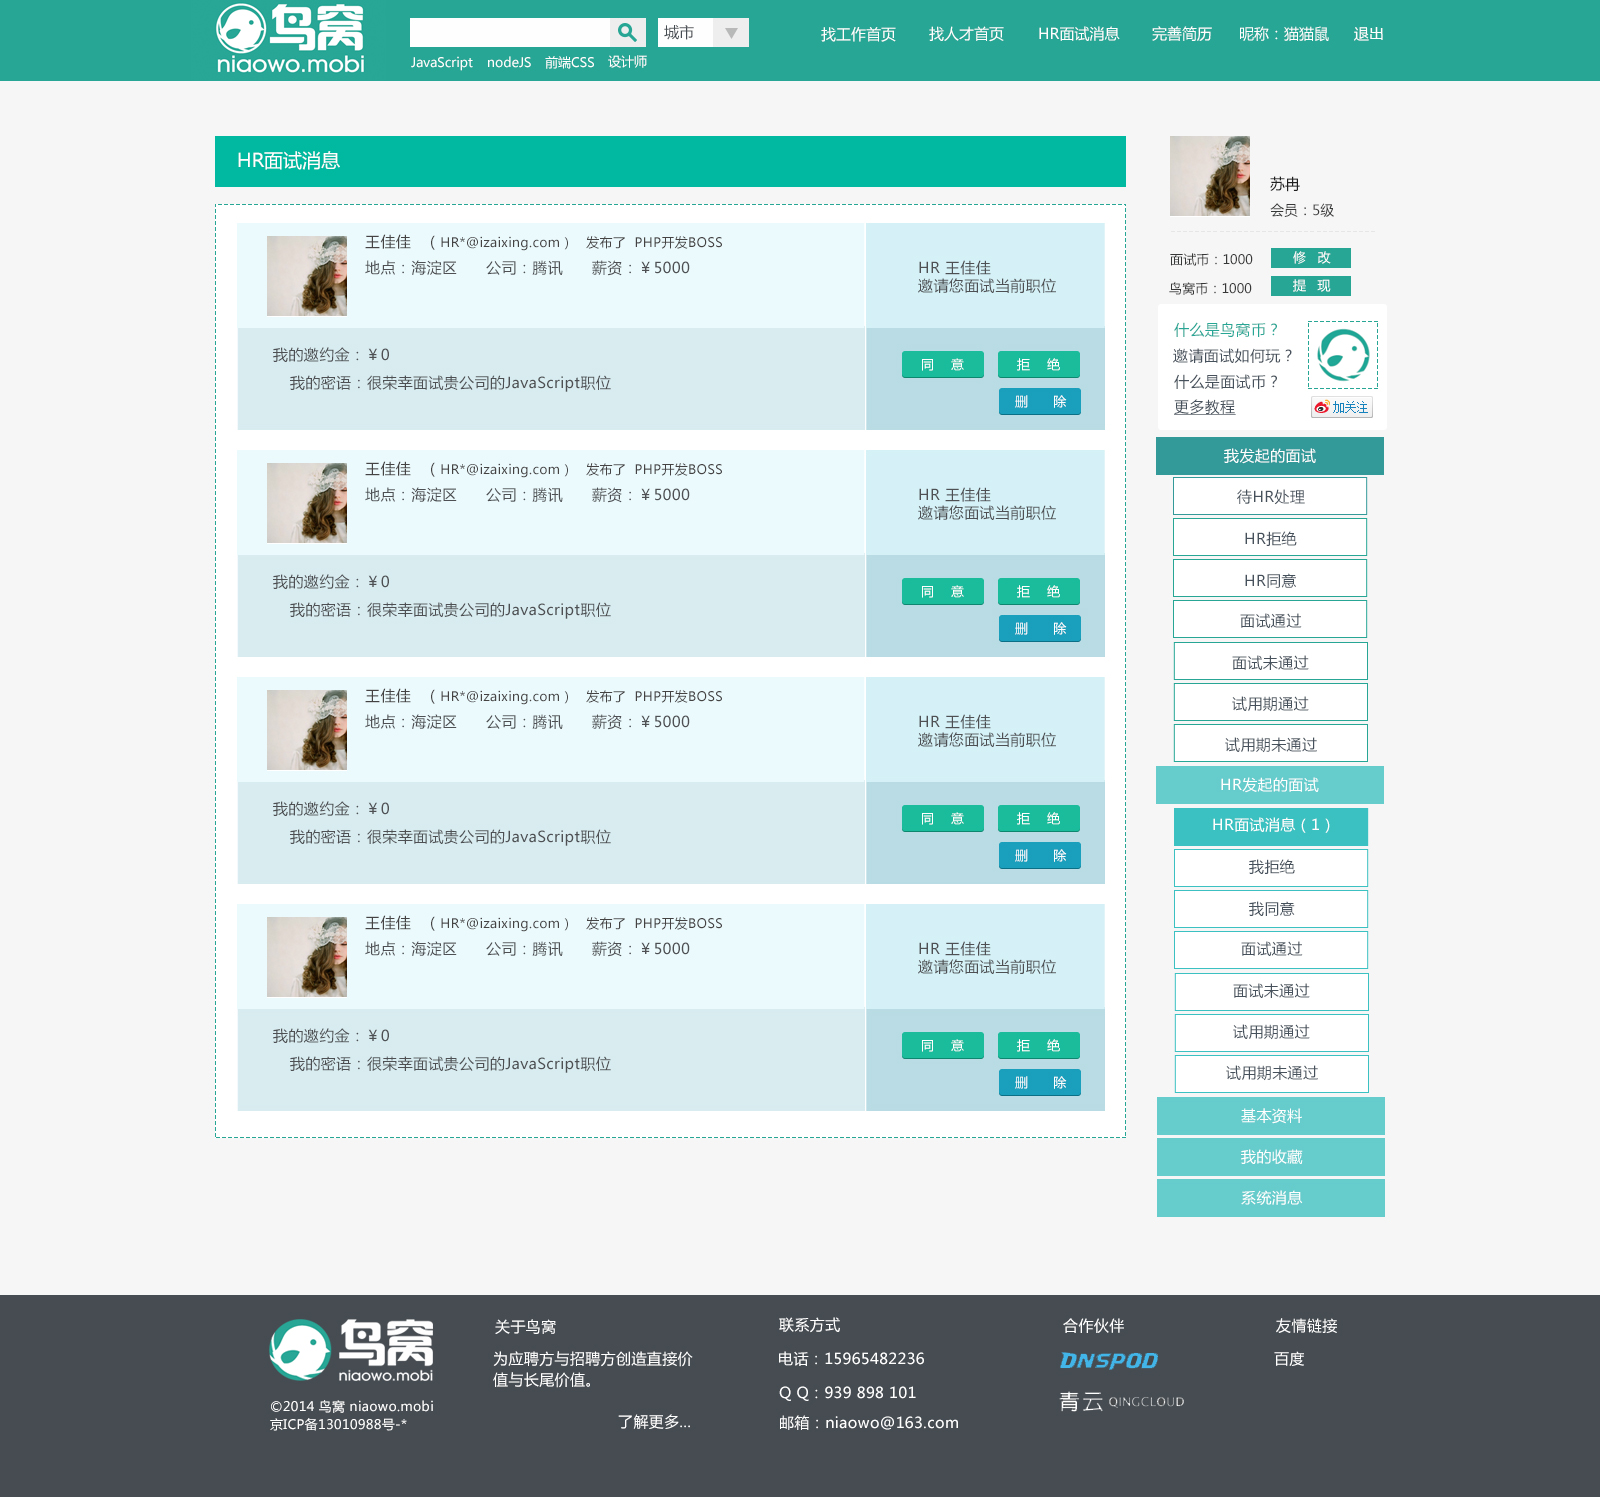 鸟窝
niaowo.mobi
城市
JavaScript nodeJS 前端CSS 设计师
找工作首页 找人才首页 HR面试消息 完善简历 昵称：猫猫鼠 退出
HR面试消息
王佳佳 （HR*@izaixing.com） 发布了 PHP开发BOSS
地点：海淀区 公司：腾讯 薪资：￥5000
HR 王佳佳
邀请您面试当前职位
我的邀约金：￥0
我的密语：很荣幸面试贵公司的JavaScript职位
同 意 拒 绝
删 除
王佳佳 （HR*@izaixing.com） 发布了 PHP开发BOSS
地点：海淀区 公司：腾讯 薪资：￥5000
HR 王佳佳
邀请您面试当前职位
我的邀约金：￥0
我的密语：很荣幸面试贵公司的JavaScript职位
同 意 拒 绝
删 除
王佳佳 （HR*@izaixing.com） 发布了 PHP开发BOSS
地点：海淀区 公司：腾讯 薪资：￥5000
HR 王佳佳
邀请您面试当前职位
我的邀约金：￥0
我的密语：很荣幸面试贵公司的JavaScript职位
同 意 拒 绝
删 除
王佳佳 （HR*@izaixing.com） 发布了 PHP开发BOSS
地点：海淀区 公司：腾讯 薪资：￥5000
HR 王佳佳
邀请您面试当前职位
我的邀约金：￥0
我的密语：很荣幸面试贵公司的JavaScript职位
同 意 拒 绝
删 除
苏冉
会员：5级
面试币：1000 修 改
鸟窝币：1000 提 现
什么是鸟窝币？
邀请面试如何玩？
什么是面试币？
更多教程
加关注
我发起的面试
待HR处理
HR拒绝
HR同意
面试通过
面试未通过
试用期通过
试用期未通过
HR发起的面试
HR面试消息（1）
我拒绝
我同意
面试通过
面试未通过
试用期通过
试用期未通过
基本资料
我的收藏
系统消息
鸟窝
niaowo.mobi
©2014 鸟窝 niaowo.mobi
京ICP备13010988号-*
关于鸟窝
为应聘方与招聘方创造直接价
值与长尾价值。
了解更多...
联系方式
电话：15965482236
Q Q：939 898 101
邮箱：niaowo@163.com
合作伙伴
DNSPOD
青云 QINGCLOUD
友情链接
百度